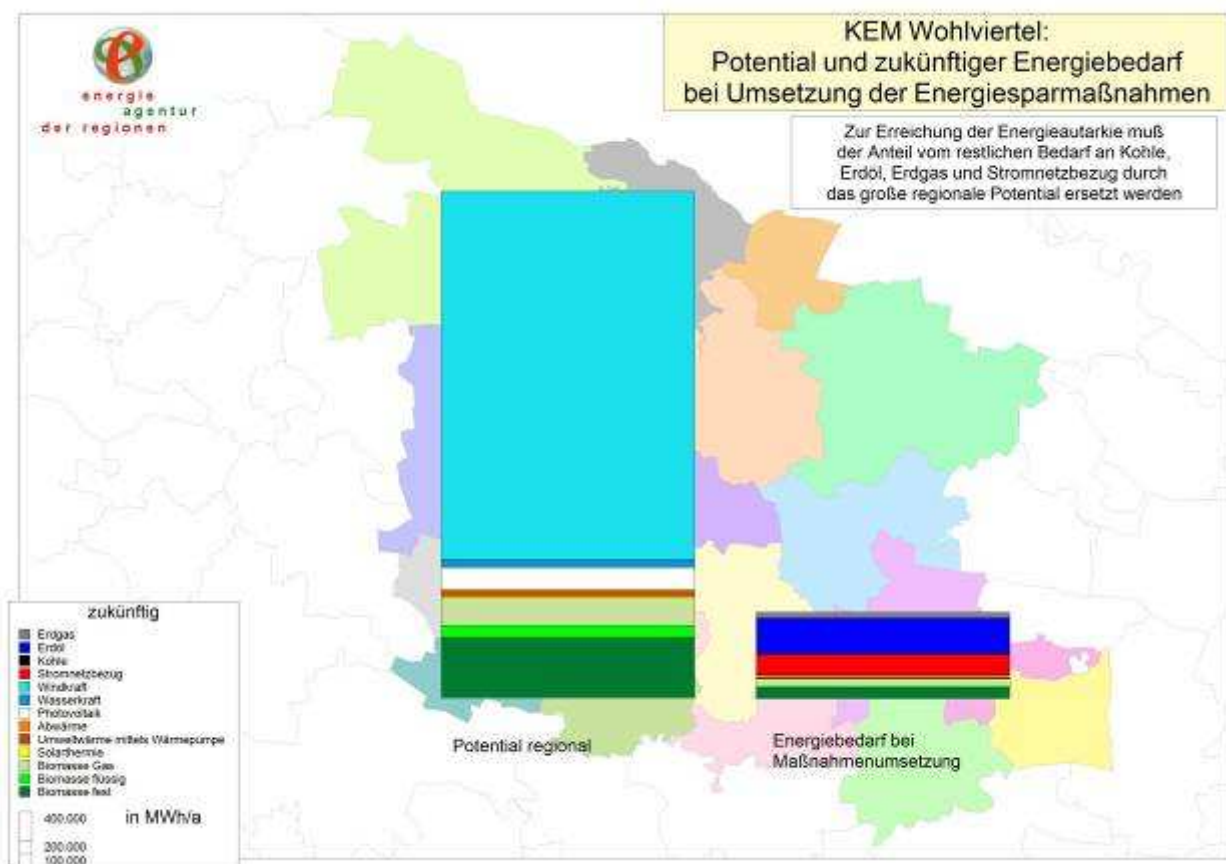 energie
agentur
der regionen
KEM Wohlviertel:
Potential und zukünftiger Energiebedarf
bei Umsetzung der Energiesparmaßnahmen
Zur Erreichung der Energieautarkie muß
der Anteil vom restlichen Bedarf an Kohle,
Erdöl, Erdgas und Stromnetzbezug durch
das große regionale Potential ersetzt werden
zukünftig
Erdgas
Erdöl
Kohle
Stromnetzbezug
Windkraft
Wasserkraft
Photovoltaik
Abwärme
Umweltwärme mittels Wärmepumpe
Solarthermie
Biomasse Gas
Biomasse flüssig
Biomasse fest
400.000 in MWh/a
200.000
100.000
Potential regional
Energiebedarf bei
Maßnahmenumsetzung